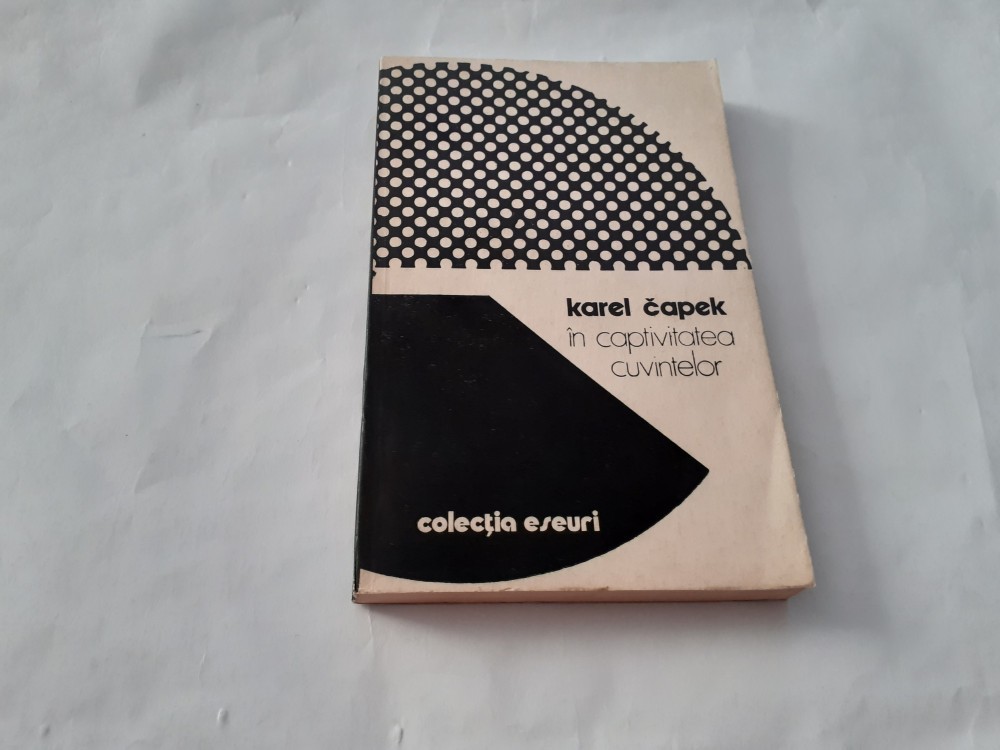 karel čapek
în captivitatea
cuvintelor
colecția eseuri